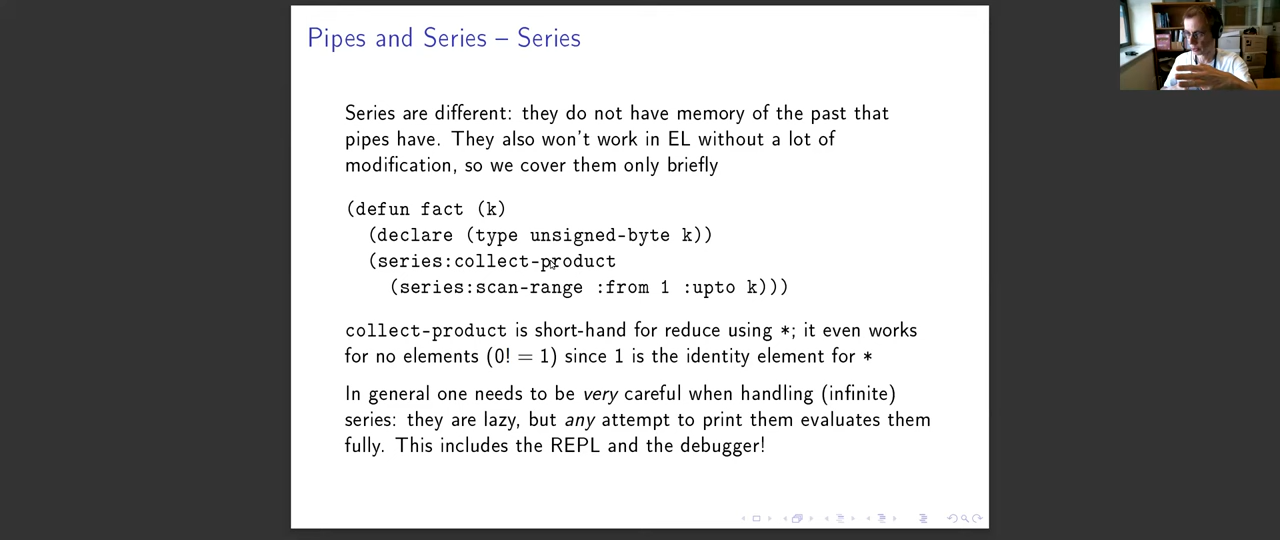 Pipes and Series – Series
Series are different: they do not have memory of the past that
pipes have. They also won't work in EL without a lot of
modification, so we cover them only briefly
(defun fact (k)
(declare (type unsigned-byte k))
(series:collect-product
(series:scan-range :from 1 :upto k)))
collect-product is short-hand for reduce using *; it even works
for no elements (0! = 1) since 1 is the identity element for *
In general one needs to be very careful when handling (infinite)
series: they are lazy, but any attempt to print them evaluates them
fully. This includes the REPL and the debugger!